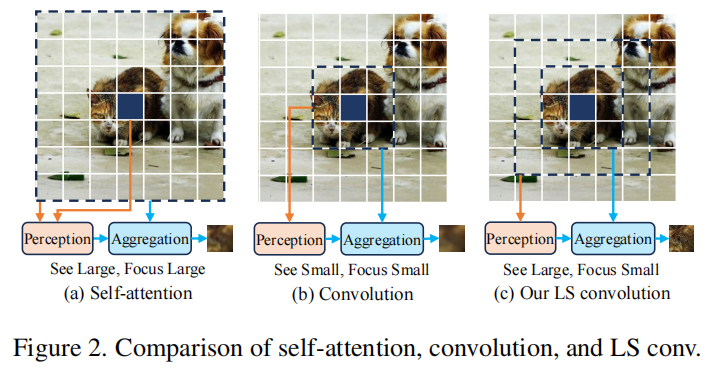 Perception Aggregation Perception Aggregation Perception Aggregation
See Large, Focus Large See Small, Focus Small See Large, Focus Small
(a) Self-attention (b) Convolution (c) Our LS convolution
Figure 2. Comparison of self-attention, convolution, and LS conv.